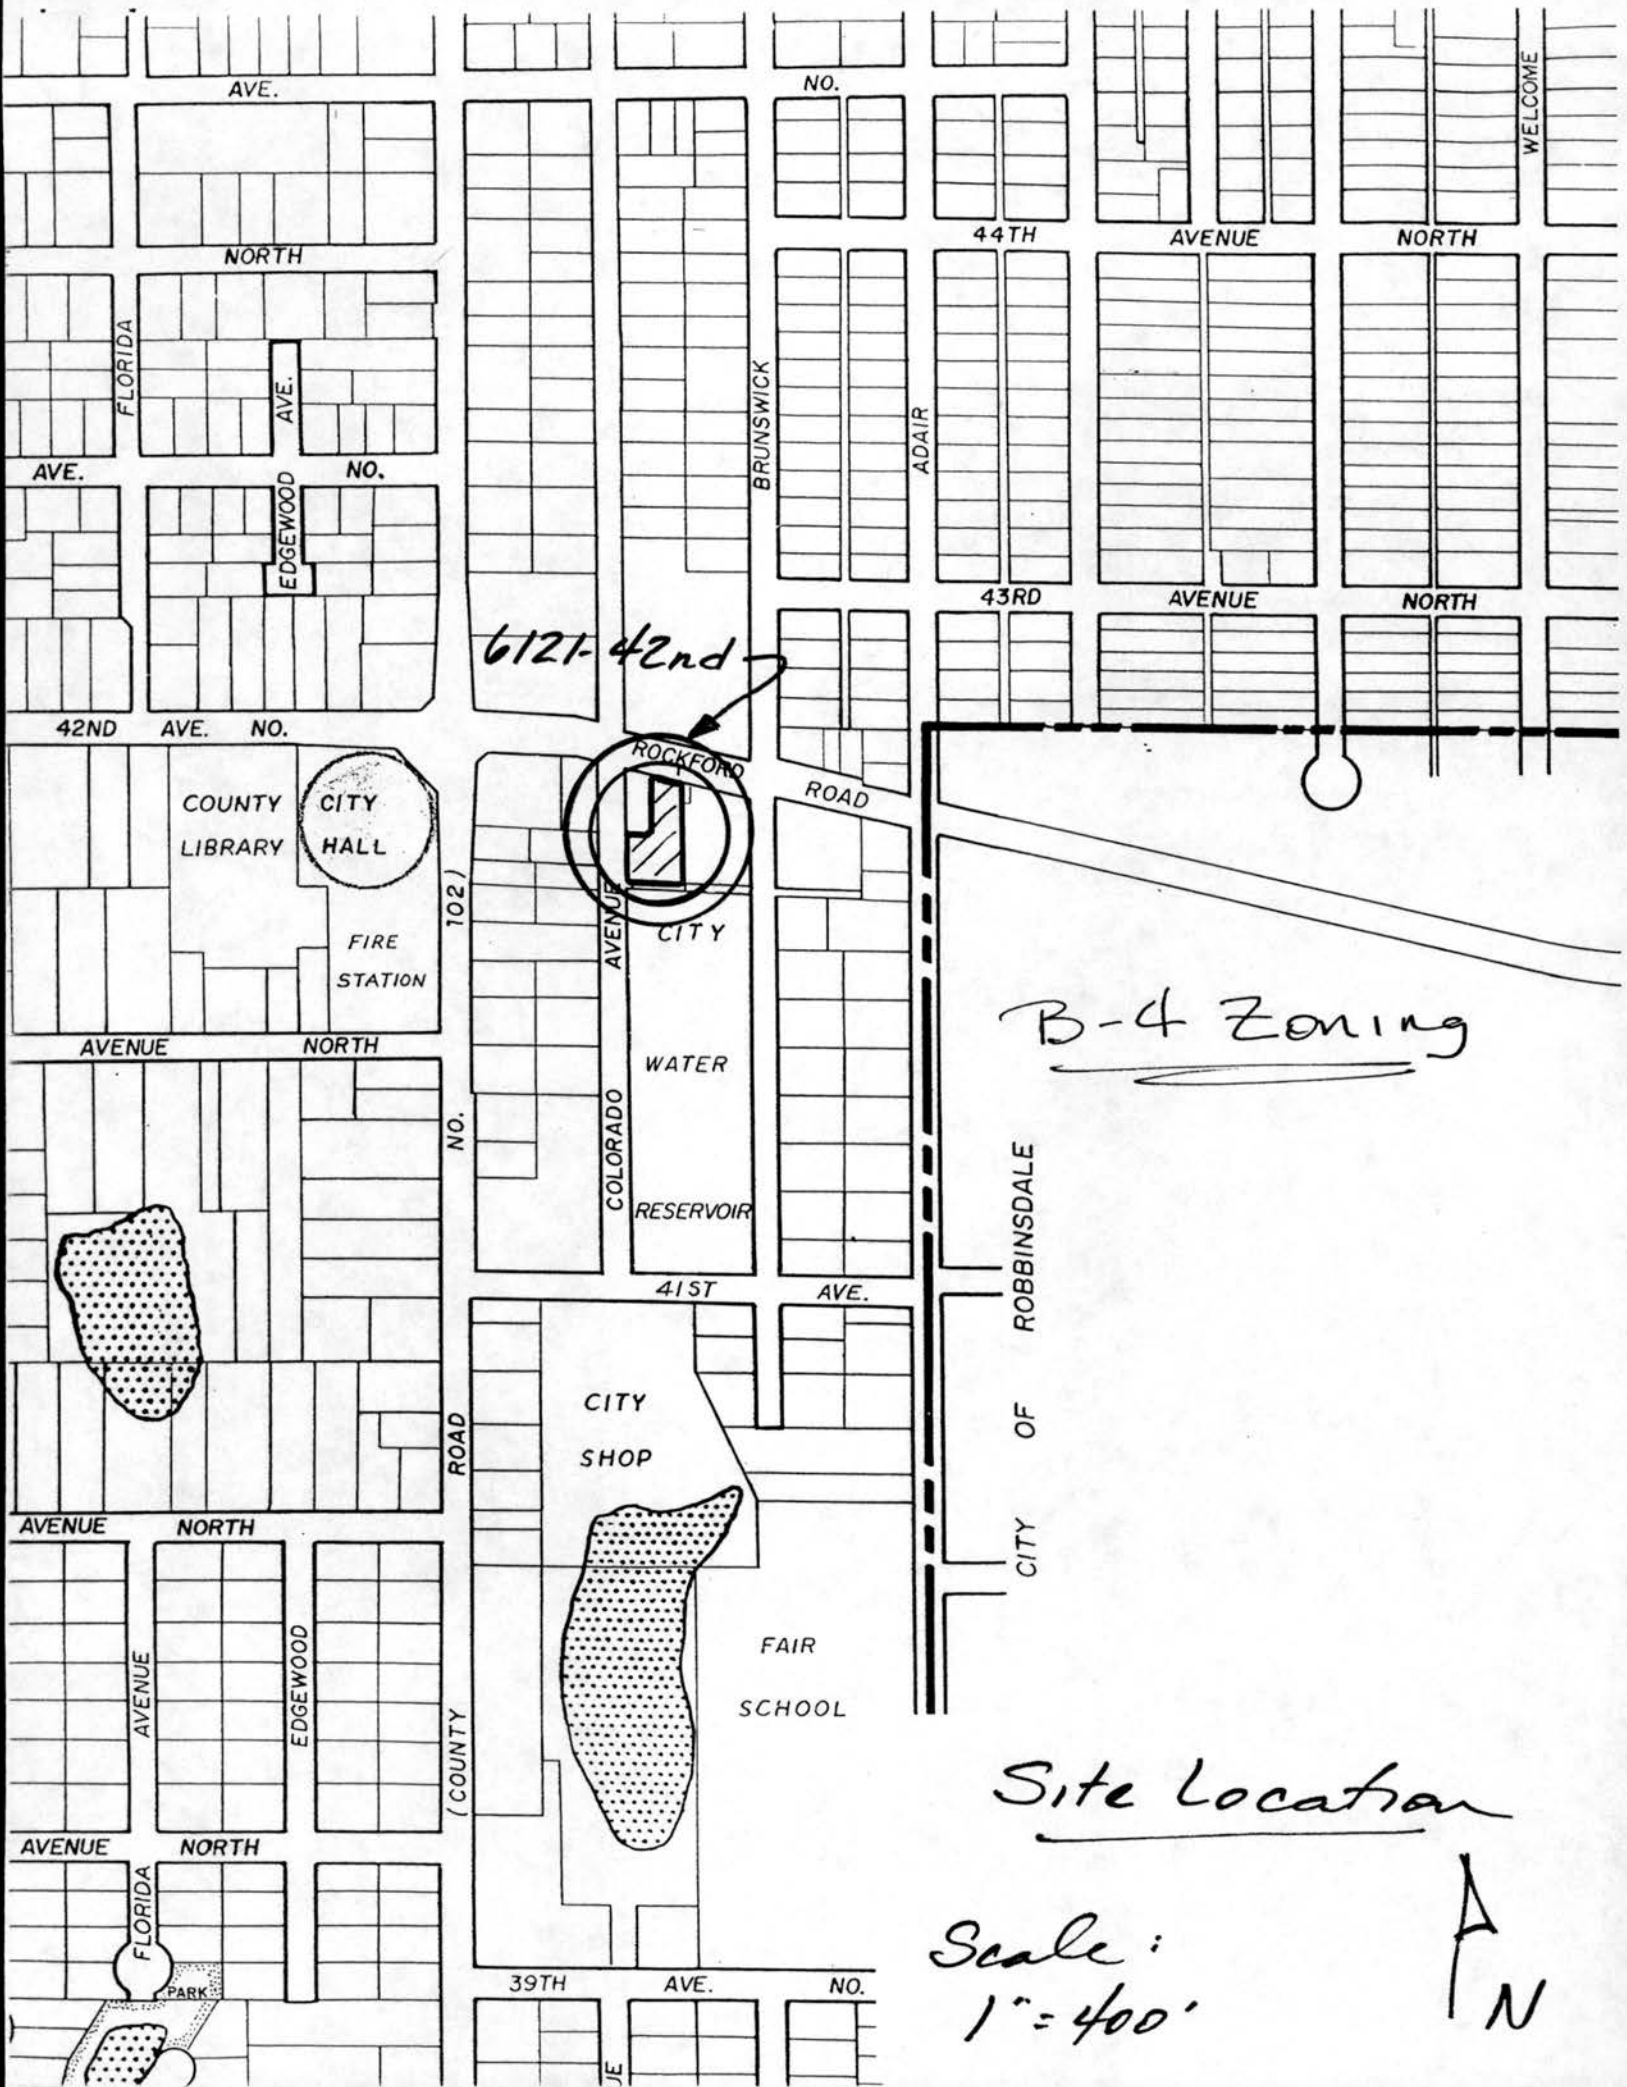 AVE.
NO.
WELCOME
44TH AVENUE NORTH
NORTH
FLORIDA
AVE.
BRUNSWICK
ADAIR
AVE. NO.
EDGEWOOD
43RD AVENUE NORTH
6121-42nd
42ND AVE. NO.
ROCKFORD
ROAD
COUNTY
LIBRARY
CITY
HALL
102)
AVENUE
CITY
FIRE
STATION
B-4 Zoning
AVENUE NORTH
WATER
NO.
COLORADO
RESERVOIR
CITY OF ROBBINSDALE
41ST AVE.
CITY
SHOP
ROAD
AVENUE NORTH
FAIR
SCHOOL
AVENUE
EDGEWOOD
(COUNTY
Site Location
AVENUE NORTH
FLORIDA
PARK
39TH AVE. NO.
Scale:
1"=400'
N
UE